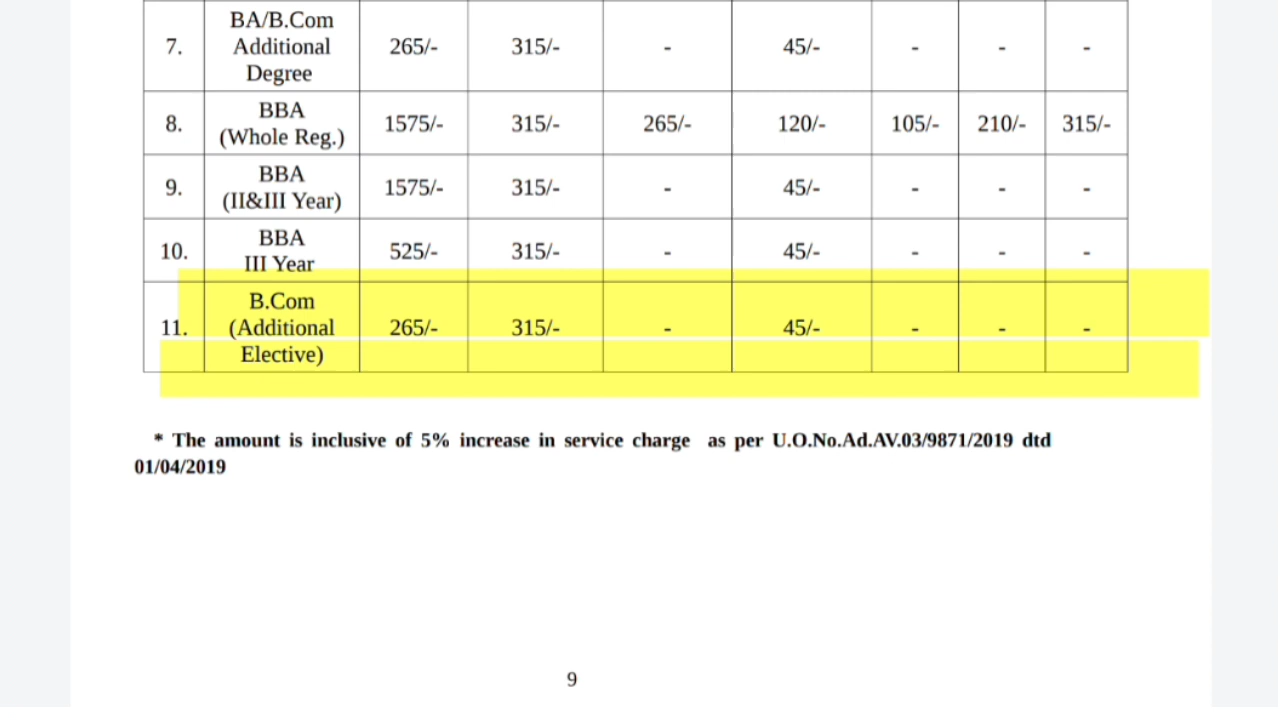 7. BA/B.Com Additional Degree 265/- 315/- - 45/- - - -
8. BBA (Whole Reg.) 1575/- 315/- 265/- 120/- 105/- 210/- 315/-
9. BBA (II&III Year) 1575/- 315/- - 45/- - - -
10. BBA III Year 525/- 315/- - 45/- - - -
11. B.Com (Additional Elective) 265/- 315/- - 45/- - - -
* The amount is inclusive of 5% increase in service charge as per U.O.No.Ad.AV.03/9871/2019 dtd
01/04/2019
9